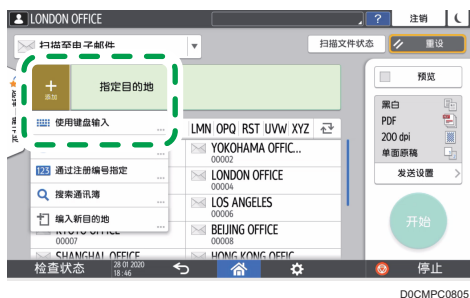 LONDON OFFICE
? 注销
扫描至电子邮件
扫描文件状态
重设
添加
指定目的地
使用键盘输入
...
LMN OPQ RST UVW XYZ
YOKOHAMA OFFIC...
00002
通过注册编号指定
...
123
LONDON OFFICE
00004
搜索通讯簿
...
LOS ANGELES
00006
编入新目的地
...
BEIJING OFFICE
00007
00008
SHANGHAI OFFICE
HONG KONG OFFIC
预览
黑白
PDF
200 dpi
单面原稿
发送设置
开始
检查状态
28 01 2020
18:46
停止
D0CMPC0805